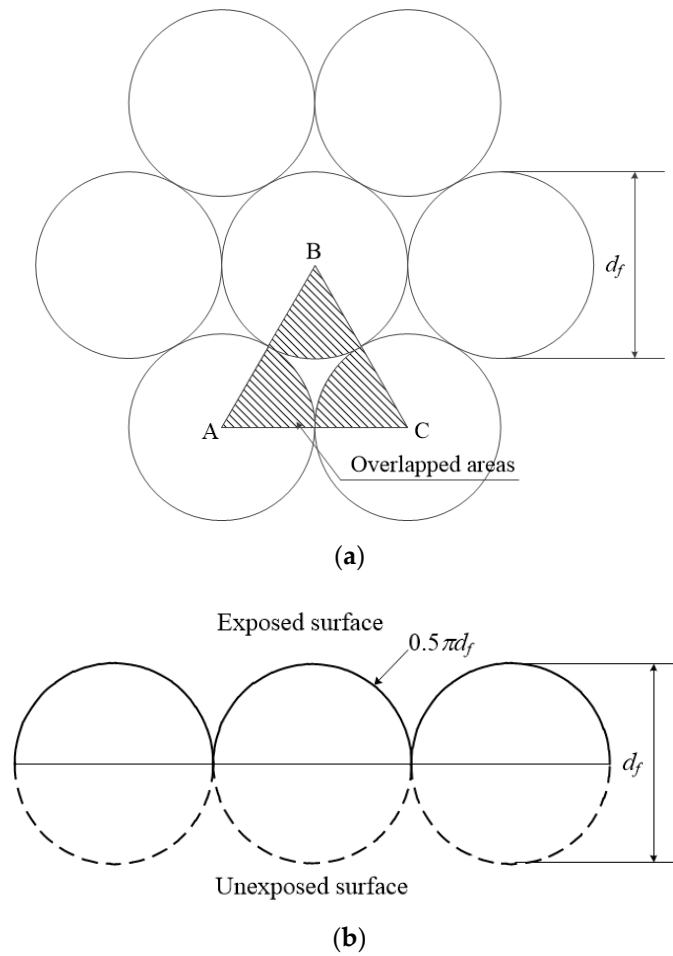 B
d_f
A
C
Overlapped areas
(a)
Exposed surface
0.5πd_f
d_f
Unexposed surface
(b)